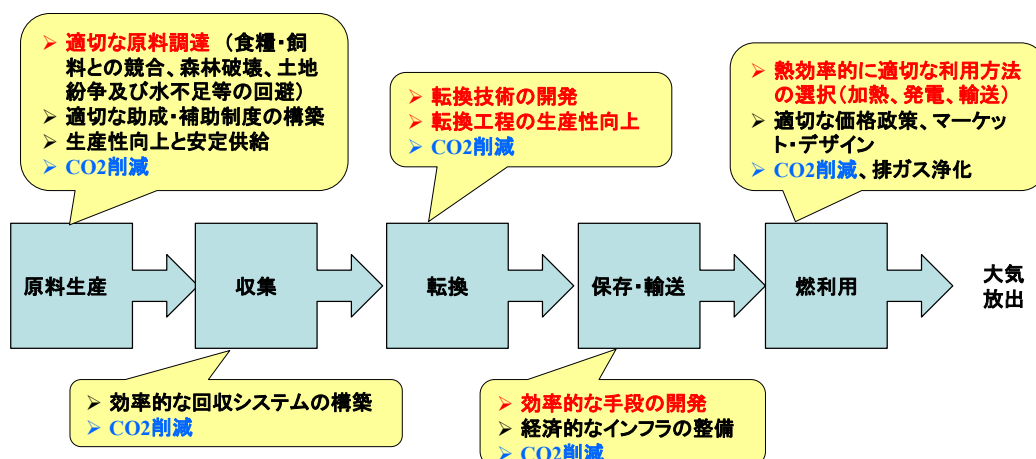 ➢ 適切な原料調達 （食糧・飼
料との競合、森林破壊、土地
紛争及び水不足等の回避）
➢ 適切な助成・補助制度の構築
➢ 生産性向上と安定供給
➢ CO2削減
➢ 転換技術の開発
➢ 転換工程の生産性向上
➢ CO2削減
➢ 熱効率的に適切な利用方法
の選択（加熱、発電、輸送）
➢ 適切な価格政策、マーケッ
ト・デザイン
➢ CO2削減、排ガス浄化
原料生産
収集
転換
保存・輸送
燃利用
大気
放出
➢ 効率的な回収システムの構築
➢ CO2削減
➢ 効率的な手段の開発
➢ 経済的なインフラの整備
➢ CO2削減